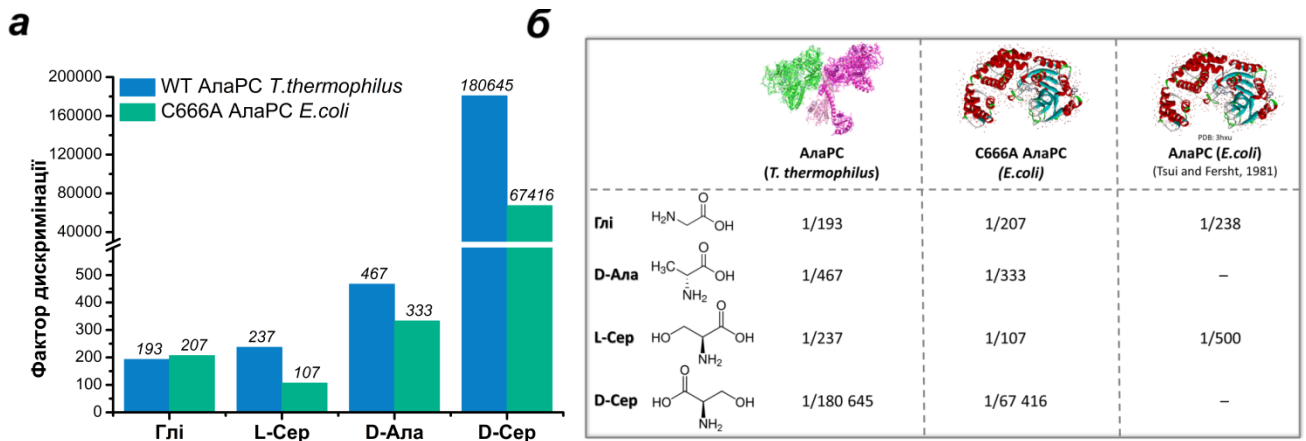 а
Фактор дискримінації
200000
160000
120000
80000
40000
500
400
300
200
100
0
WT АлаРС T.thermophilus
C666A АлаРС E.coli
193
207
237
107
467
333
180645
67416
Глі
L-Сер
D-Ала
D-Сер
б
PDB: 3hxu
АлаРС
(T. thermophilus)
C666A АлаРС
(E.coli)
АлаРС (E.coli)
(Tsui and Fersht, 1981)
Глі
H₂N
O
OH
1/193
1/207
1/238
D-Ала
H₃C
O
OH
NH₂
1/467
1/333
–
L-Сер
HO
O
OH
NH₂
1/237
1/107
1/500
D-Сер
O
HO
OH
NH₂
1/180 645
1/67 416
–